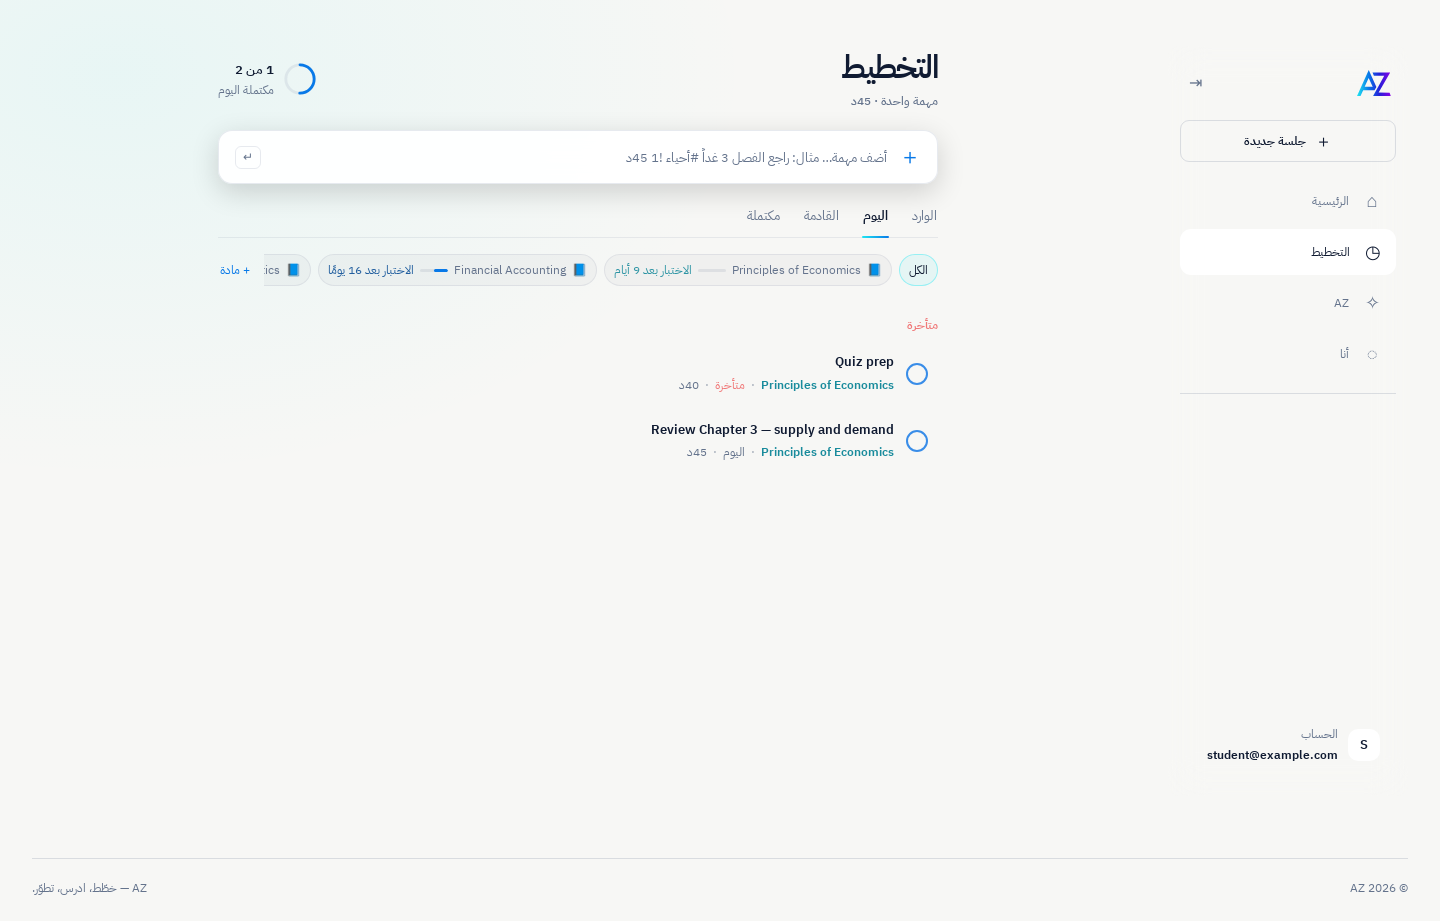 AZ
+ جلسة جديدة
الرئيسية
التخطيط
AZ
أنا
الحساب
S
student@example.com
التخطيط
مهمة واحدة · 45د
1 من 2
مكتملة اليوم
+ أضف مهمة... مثال: راجع الفصل 3 غداً #أحياء !1 45د
الوارد اليوم القادمة مكتملة
الكل Principles of Economics الاختبار بعد 9 أيام Financial Accounting الاختبار بعد 16 يومًا tics + مادة
متأخرة
Quiz prep
Principles of Economics · متأخرة · 40د
Review Chapter 3 — supply and demand
Principles of Economics · اليوم · 45د
© 2026 AZ
AZ — خطّط، ادرس، تطوّر.